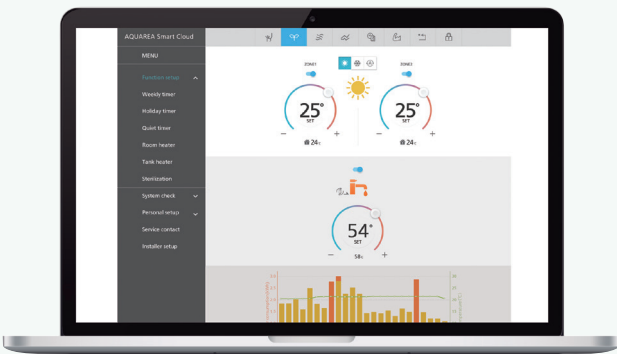 AQUAREA Smart Cloud
MENU
Function setup
Weekly timer
Holiday timer
Quiet timer
Room heater
Tank heater
Sterilization
System check
Personal setup
Service contact
Installer setup
ZONE1
ZONE2
25°
SET
- +
24
25°
SET
- +
24
54°
SET
- +
58